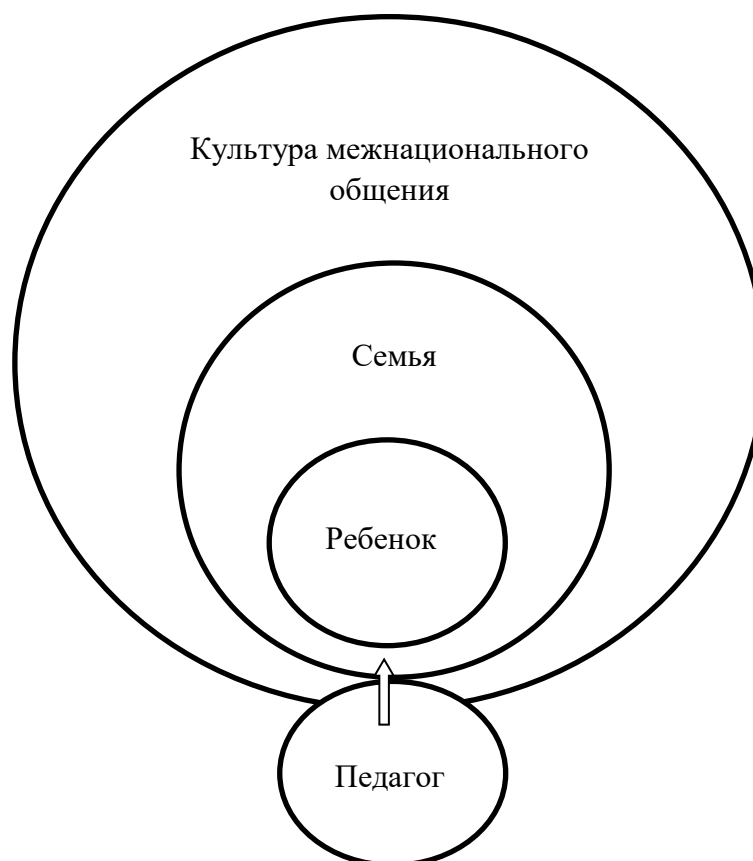 Культура межнационального
общения
Семья
Ребенок
Педагог